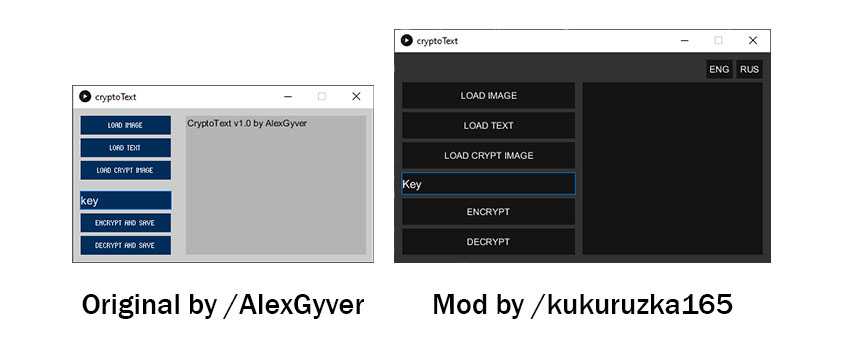 cryptoText
LOAD IMAGE
LOAD TEXT
LOAD CRYPT IMAGE
key
ENCRYPT AND SAVE
DECRYPT AND SAVE
CryptoText v1.0 by AlexGyver
Original by /AlexGyver
cryptoText
ENG RUS
LOAD IMAGE
LOAD TEXT
LOAD CRYPT IMAGE
Key
ENCRYPT
DECRYPT
Mod by /kukuruzka165